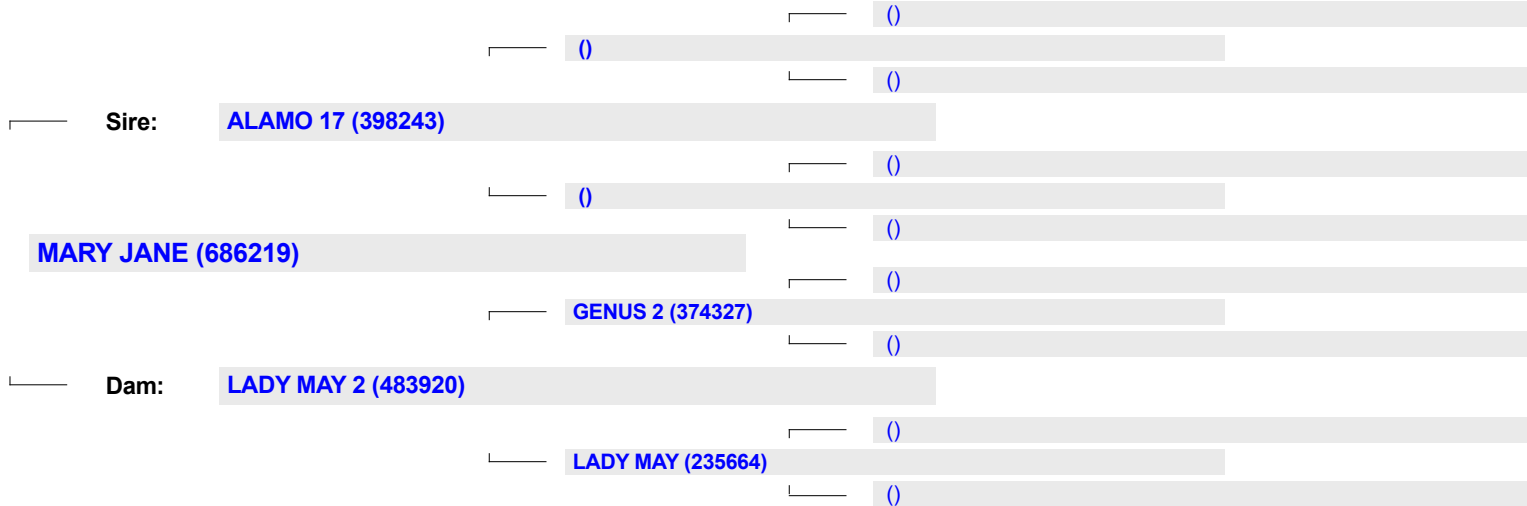 ()
()
()
Sire: ALAMO 17 (398243)
()
()
()
MARY JANE (686219)
()
GENUS 2 (374327)
()
Dam: LADY MAY 2 (483920)
()
LADY MAY (235664)
()